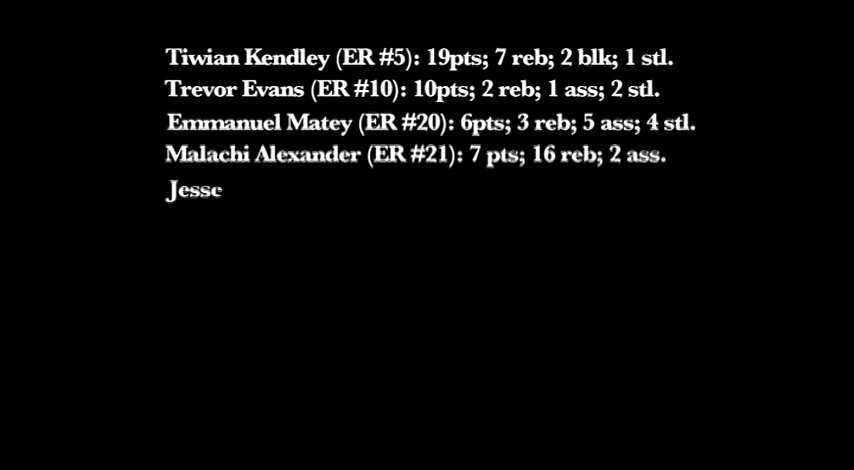 Tiwian Kendley (ER #5): 19pts; 7 reb; 2 blk; 1 stl.
Trevor Evans (ER #10): 10pts; 2 reb; 1 ass; 2 stl.
Emmanuel Matey (ER #20): 6pts; 3 reb; 5 ass; 4 stl.
Malachi Alexander (ER #21): 7 pts; 16 reb; 2 ass.
Jesse